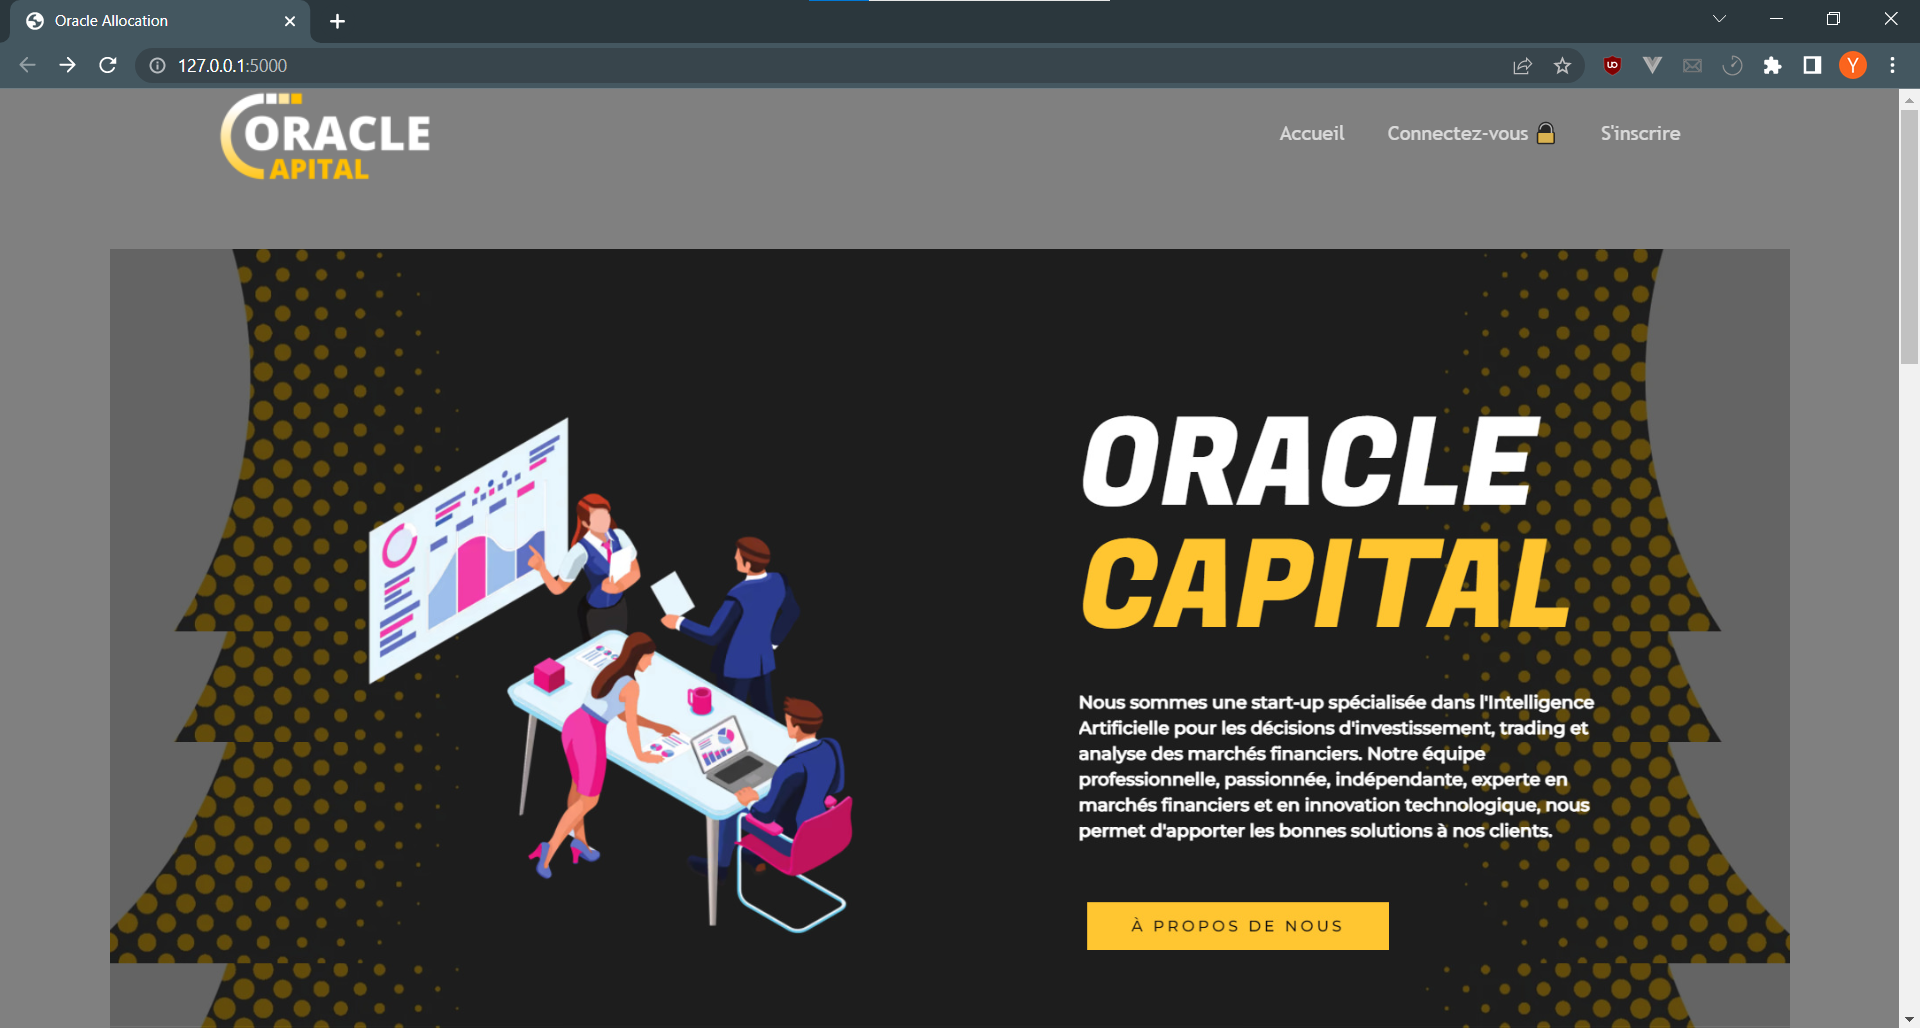 Oracle Allocation
127.0.0.1:5000
Y
ORACLE
APITAL
Accueil
Connectez-vous
S'inscrire
ORACLE
CAPITAL
Nous sommes une start-up spécialisée dans l'Intelligence
Artificielle pour les décisions d'investissement, trading et
analyse des marchés financiers. Notre équipe
professionnelle, passionnée, indépendante, experte en
marchés financiers et en innovation technologique, nous
permet d'apporter les bonnes solutions à nos clients.
À PROPOS DE NOUS